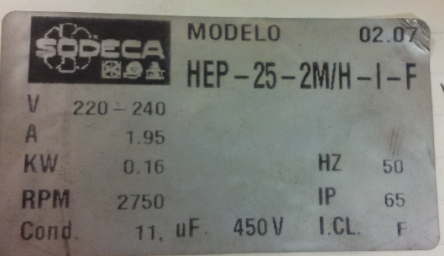 SODECA MODELO 02.07
HEP-25-2M/H-I-F
V 220-240
A 1.95
KW 0.16 HZ 50
RPM 2750 IP 65
Cond. 11, uF. 450V I.CL. F